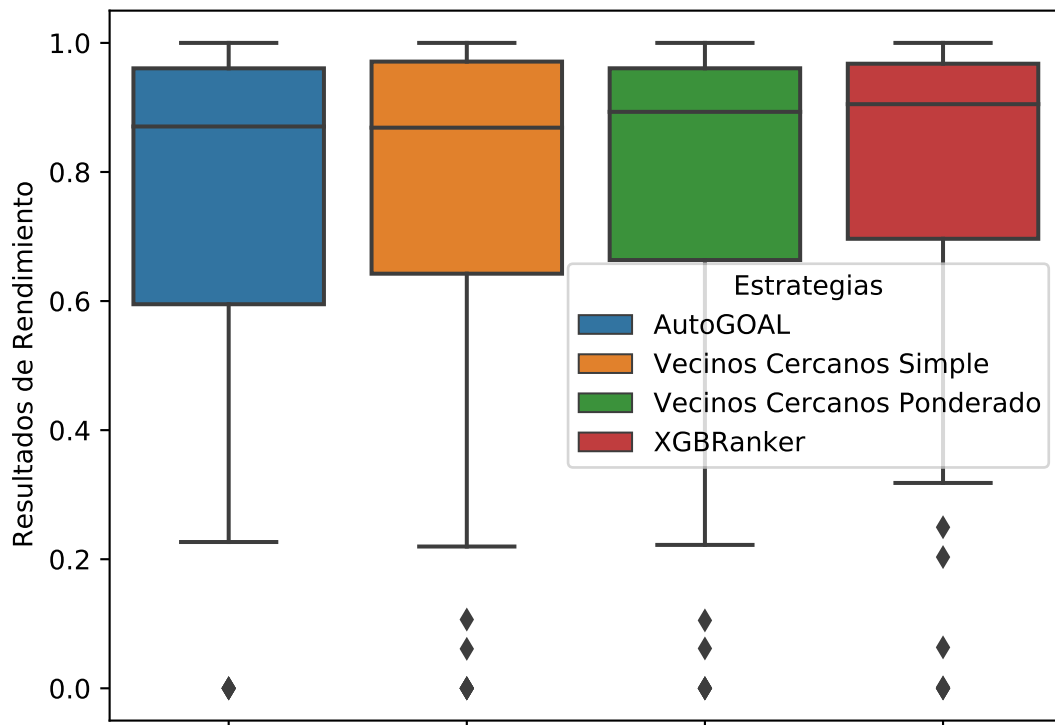 Resultados de Rendimiento
1.0
0.8
0.6
0.4
0.2
0.0
Estrategias
AutoGOAL
Vecinos Cercanos Simple
Vecinos Cercanos Ponderado
XGBRanker